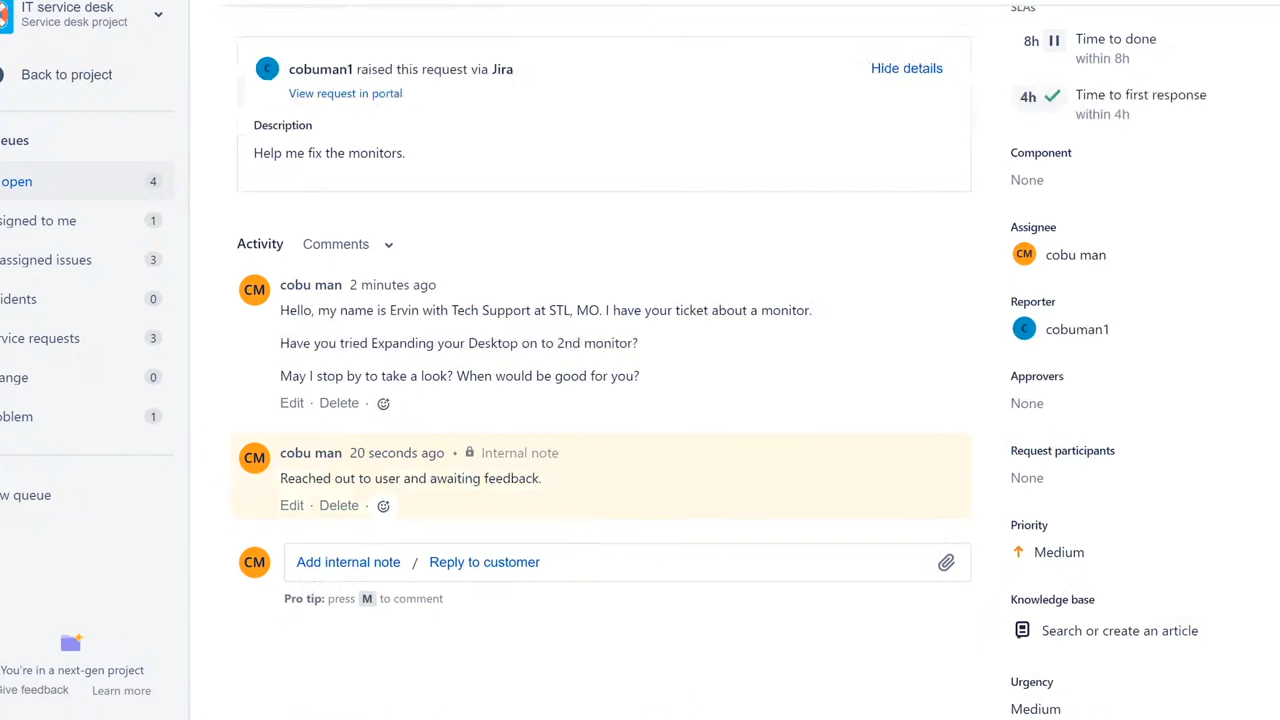 IT service desk
Service desk project
Back to project
eues
open 4
signed to me 1
assigned issues 3
idents 0
rvice requests 3
ange 0
oblem 1
w queue
You're in a next-gen project
Give feedback Learn more
C cobuman1 raised this request via Jira
Hide details
View request in portal
Description
Help me fix the monitors.
Activity Comments
CM cobu man 2 minutes ago
Hello, my name is Ervin with Tech Support at STL, MO. I have your ticket about a monitor.
Have you tried Expanding your Desktop on to 2nd monitor?
May I stop by to take a look? When would be good for you?
Edit · Delete ·
CM cobu man 20 seconds ago • Internal note
Reached out to user and awaiting feedback.
Edit · Delete ·
CM Add internal note / Reply to customer
Pro tip: press M to comment
SLAs
8h Time to done
within 8h
4h Time to first response
within 4h
Component
None
Assignee
CM cobu man
Reporter
C cobuman1
Approvers
None
Request participants
None
Priority
Medium
Knowledge base
Search or create an article
Urgency
Medium